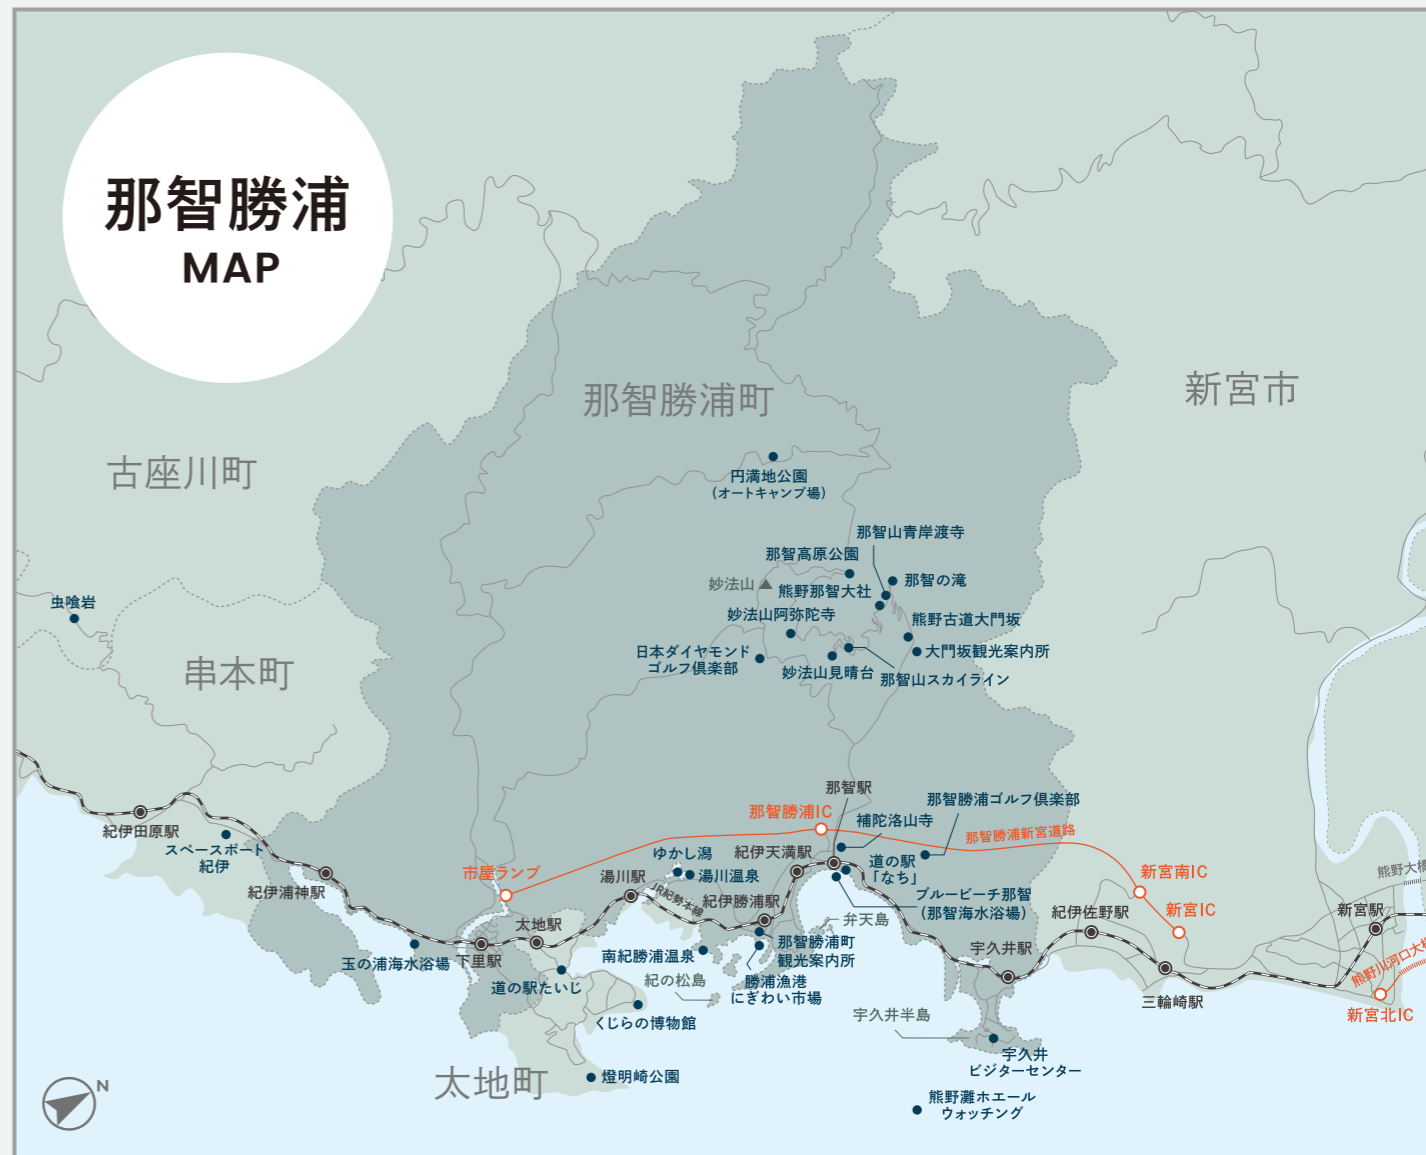 那智勝浦
MAP
那智勝浦町
新宮市
古座川町
串本町
太地町
円満地公園
(オートキャンプ場)
那智山青岸渡寺
那智高原公園
妙法山
熊野那智大社
那智の滝
妙法山阿弥陀寺
熊野古道大門坂
日本ダイヤモンド
ゴルフ倶楽部
大門坂観光案内所
妙法山見晴台
那智山スカイライン
虫喰岩
那智駅
那智勝浦IC
那智勝浦ゴルフ倶楽部
補陀洛山寺
那智勝浦新宮道路
紀伊田原駅
スペースポート
紀伊
紀伊浦神駅
市屋ランプ
ゆかし潟
湯川駅
湯川温泉
紀伊天満駅
道の駅
「なち」
JR紀勢本線
紀伊勝浦駅
ブルービーチ那智
(那智海水浴場)
弁天島
新宮南IC
新宮IC
紀伊佐野駅
新宮駅
太地駅
玉の浦海水浴場
下里駅
南紀勝浦温泉
那智勝浦町
観光案内所
宇久井駅
道の駅たいじ
紀の松島
勝浦漁港
にぎわい市場
三輪崎駅
熊野川河口大橋
新宮北IC
くじらの博物館
宇久井半島
宇久井
ビジターセンター
燈明崎公園
熊野灘ホエール
ウォッチング
熊野大橋
N